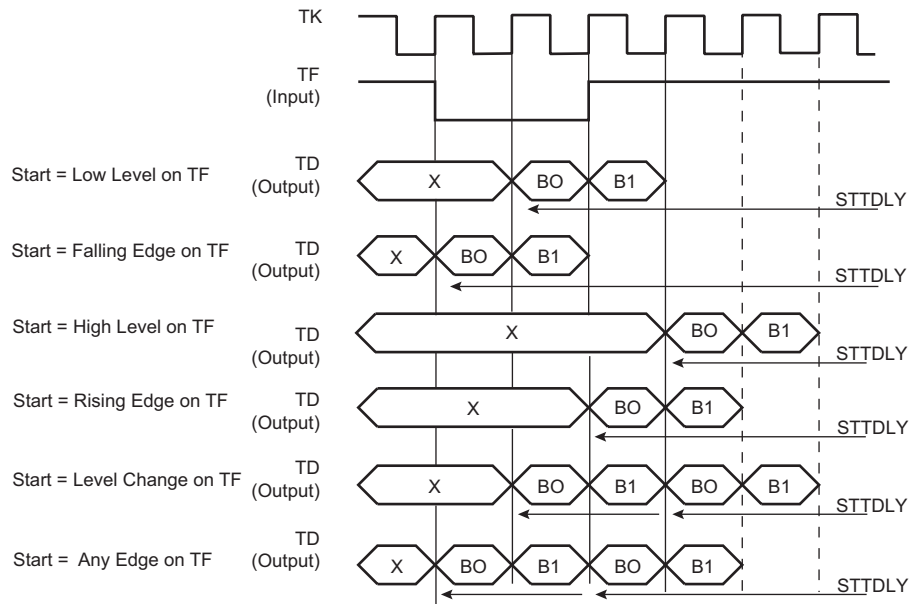 TK
TF
(Input)
Start = Low Level on TF
TD
(Output)
X
BO
B1
STTDLY
Start = Falling Edge on TF
TD
(Output)
X
BO
B1
STTDLY
Start = High Level on TF
TD
(Output)
X
BO
B1
STTDLY
Start = Rising Edge on TF
TD
(Output)
X
BO
B1
STTDLY
Start = Level Change on TF
TD
(Output)
X
BO
B1
BO
B1
STTDLY
Start = Any Edge on TF
TD
(Output)
X
BO
B1
BO
B1
STTDLY